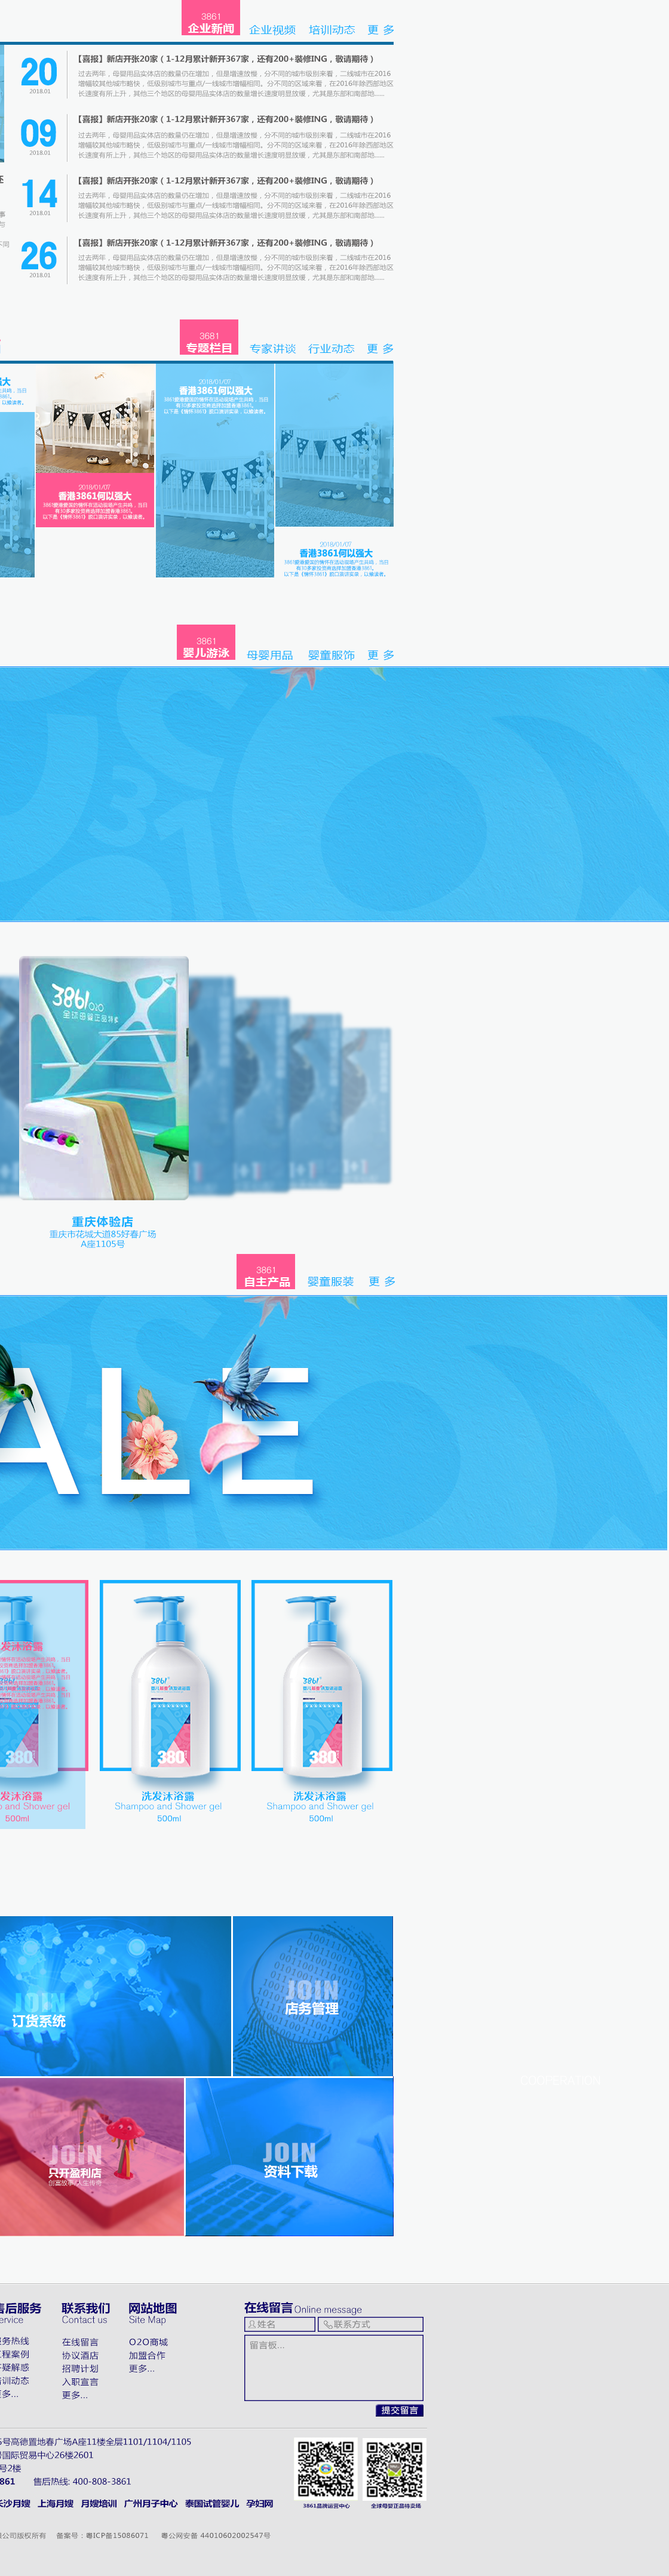 3861
企业新闻 企业视频 培训动态 更 多
20
2018.01
【喜报】新店开张20家（1-12月累计新开367家，还有200+装修ING，敬请期待）
过去两年，母婴用品实体店的数量仍在增加，但是增速放慢，分不同的城市级别来看，二线城市在2016
增幅较其他城市略快，低级别城市与重点/一线城市增幅相同。分不同的区域来看，在2016年除西部地区
长速度有所上升，其他三个地区的母婴用品实体店的数量增长速度明显放缓，尤其是东部和南部地.....
09
2018.01
【喜报】新店开张20家（1-12月累计新开367家，还有200+装修ING，敬请期待）
过去两年，母婴用品实体店的数量仍在增加，但是增速放慢，分不同的城市级别来看，二线城市在2016
增幅较其他城市略快，低级别城市与重点/一线城市增幅相同。分不同的区域来看，在2016年除西部地区
长速度有所上升，其他三个地区的母婴用品实体店的数量增长速度明显放缓，尤其是东部和南部地.....
14
2018.01
【喜报】新店开张20家（1-12月累计新开367家，还有200+装修ING，敬请期待）
过去两年，母婴用品实体店的数量仍在增加，但是增速放慢，分不同的城市级别来看，二线城市在2016
增幅较其他城市略快，低级别城市与重点/一线城市增幅相同。分不同的区域来看，在2016年除西部地区
长速度有所上升，其他三个地区的母婴用品实体店的数量增长速度明显放缓，尤其是东部和南部地.....
26
2018.01
【喜报】新店开张20家（1-12月累计新开367家，还有200+装修ING，敬请期待）
过去两年，母婴用品实体店的数量仍在增加，但是增速放慢，分不同的城市级别来看，二线城市在2016
增幅较其他城市略快，低级别城市与重点/一线城市增幅相同。分不同的区域来看，在2016年除西部地区
长速度有所上升，其他三个地区的母婴用品实体店的数量增长速度明显放缓，尤其是东部和南部地.....
3681
专题栏目 专家讲谈 行业动态 更 多
2018/01/07
香港3861何以强大
2018/01/07
香港3861何以强大
2018/01/07
香港3861何以强大
3861
婴儿游泳 母婴用品 婴童服饰 更 多
3861 O2O
重庆体验店
重庆市花城大道85好春广场
A座1105号
3861
自主产品 婴童服装 更 多
ALE
发沐浴露
3861
380
洗发沐浴露
Shampoo and Shower gel
500ml
3861
380
洗发沐浴露
Shampoo and Shower gel
500ml
发沐浴露
and Shower gel
500ml
JOIN
订货系统
JOIN
店务管理
JOIN
只开盈利店
JOIN
资料下载
售后服务
ervice
务热线
程案例
疑解惑
训动态
多...
联系我们
Contact us
在线留言
协议酒店
招聘计划
入职宣言
更多...
网站地图
Site Map
O2O商城
加盟合作
更多...
在线留言 Online message
姓名
联系方式
留言板...
提交留言
号高德置地春广场A座11楼全层1101/1104/1105
国际贸易中心26楼2601
号2楼
861 售后热线: 400-808-3861
长沙月嫂 上海月嫂 月嫂培训 广州月子中心 泰国试管婴儿 孕妇网
3861品牌运营中心
全球母婴正品特卖场
公司版权所有 备案号：粤ICP备15086071 粤公网安备 44010602002547号